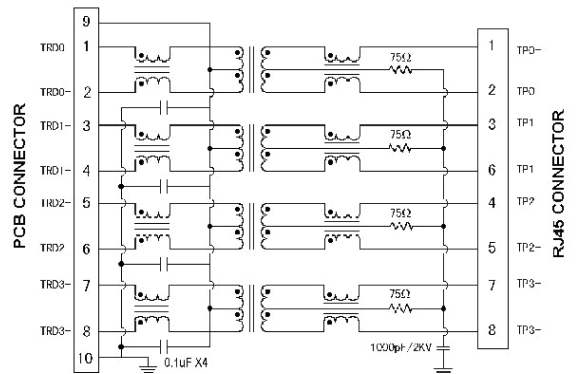 PCB CONNECTOR
9
TRD0 1
TRD0- 2
TRD1- 3
TRD1- 4
TRD2- 5
TRD2 6
TRD3- 7
TRD3- 8
10
0.1uF X4
75Ω
75Ω
75Ω
75Ω
1000pF/2KV
1 TP0-
2 TP0
3 TP1
6 TP1
4 TP2
5 TP2-
7 TP3-
8 TP3-
RJ45 CONNECTOR